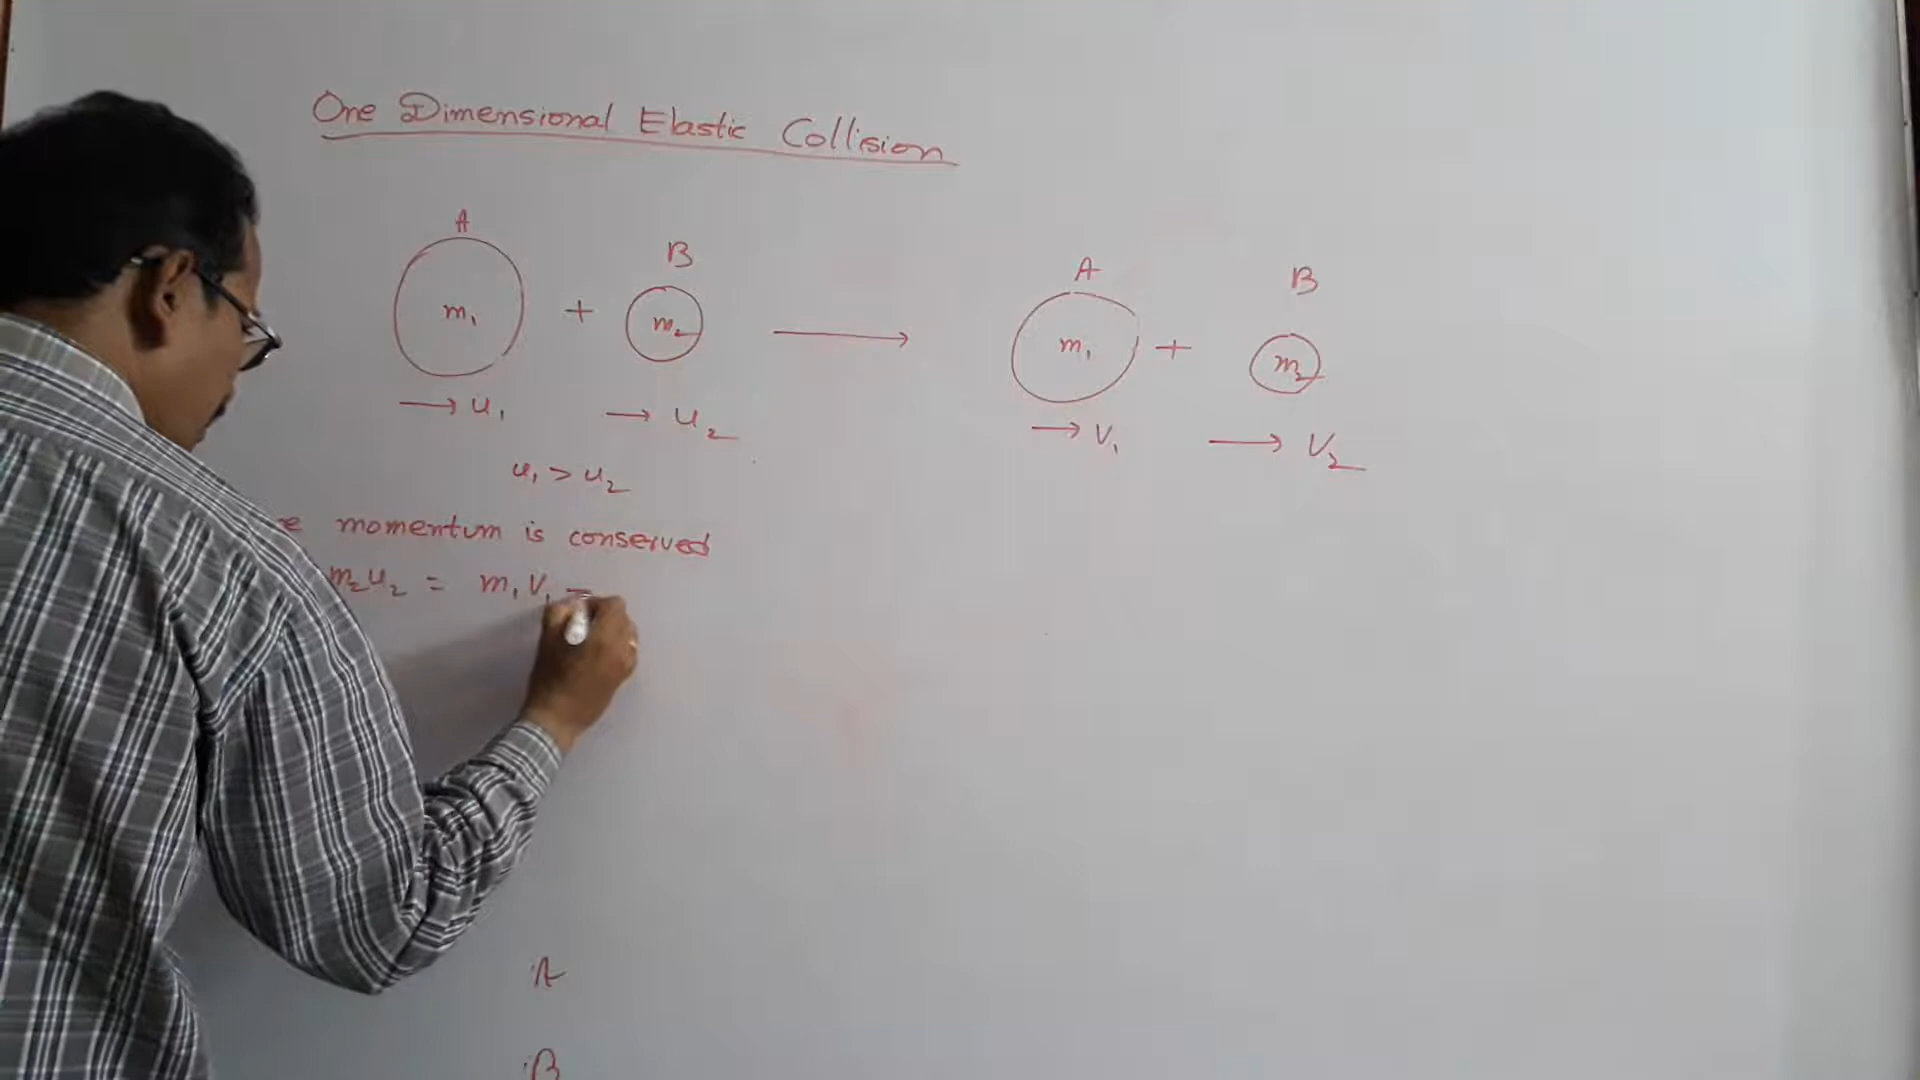 One Dimensional Elastic Collision
A B A B
m₁ + m₂ → m₁ + m₂
→ u₁ → u₂ → V₁ → V₂
u₁ > u₂
momentum is conserved
m₂u₂ = m₁V₁
A
B